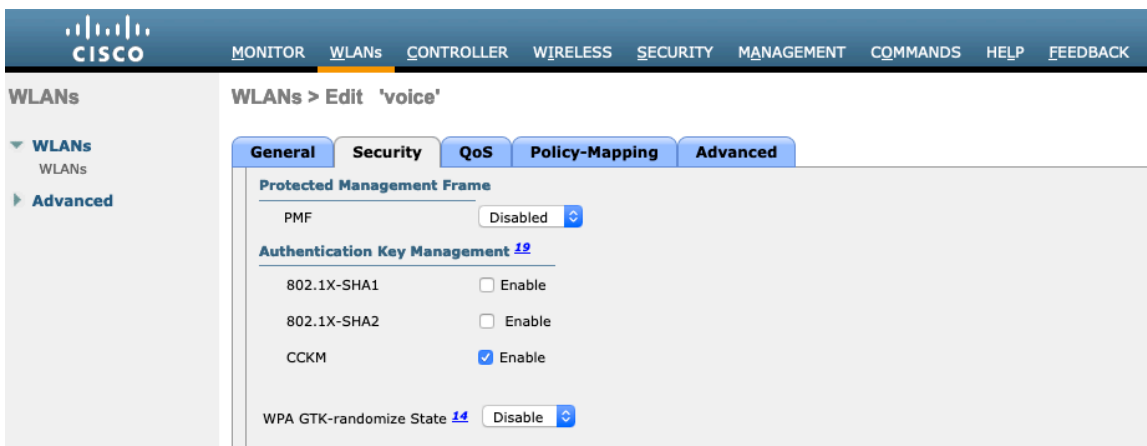 CISCO
MONITOR WLANs CONTROLLER WIRELESS SECURITY MANAGEMENT COMMANDS HELP FEEDBACK
WLANs
WLANs > Edit 'voice'
WLANs
WLANs
Advanced
General Security QoS Policy-Mapping Advanced
Protected Management Frame
PMF Disabled
Authentication Key Management 19
802.1X-SHA1 Enable
802.1X-SHA2 Enable
CCKM Enable
WPA GTK-randomize State 14 Disable